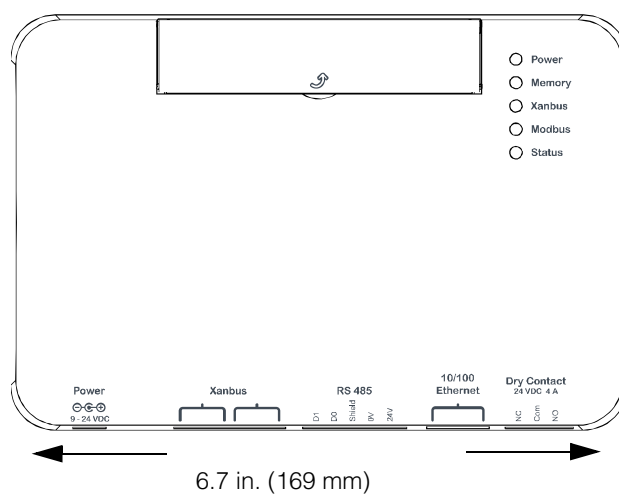 Power
Memory
Xanbus
Modbus
Status
Power
9 - 24 VDC
Xanbus
RS 485
D1
D0
Shield
0V
24V
10/100
Ethernet
Dry Contact
24 VDC 4 A
NC
Com
NO
6.7 in. (169 mm)